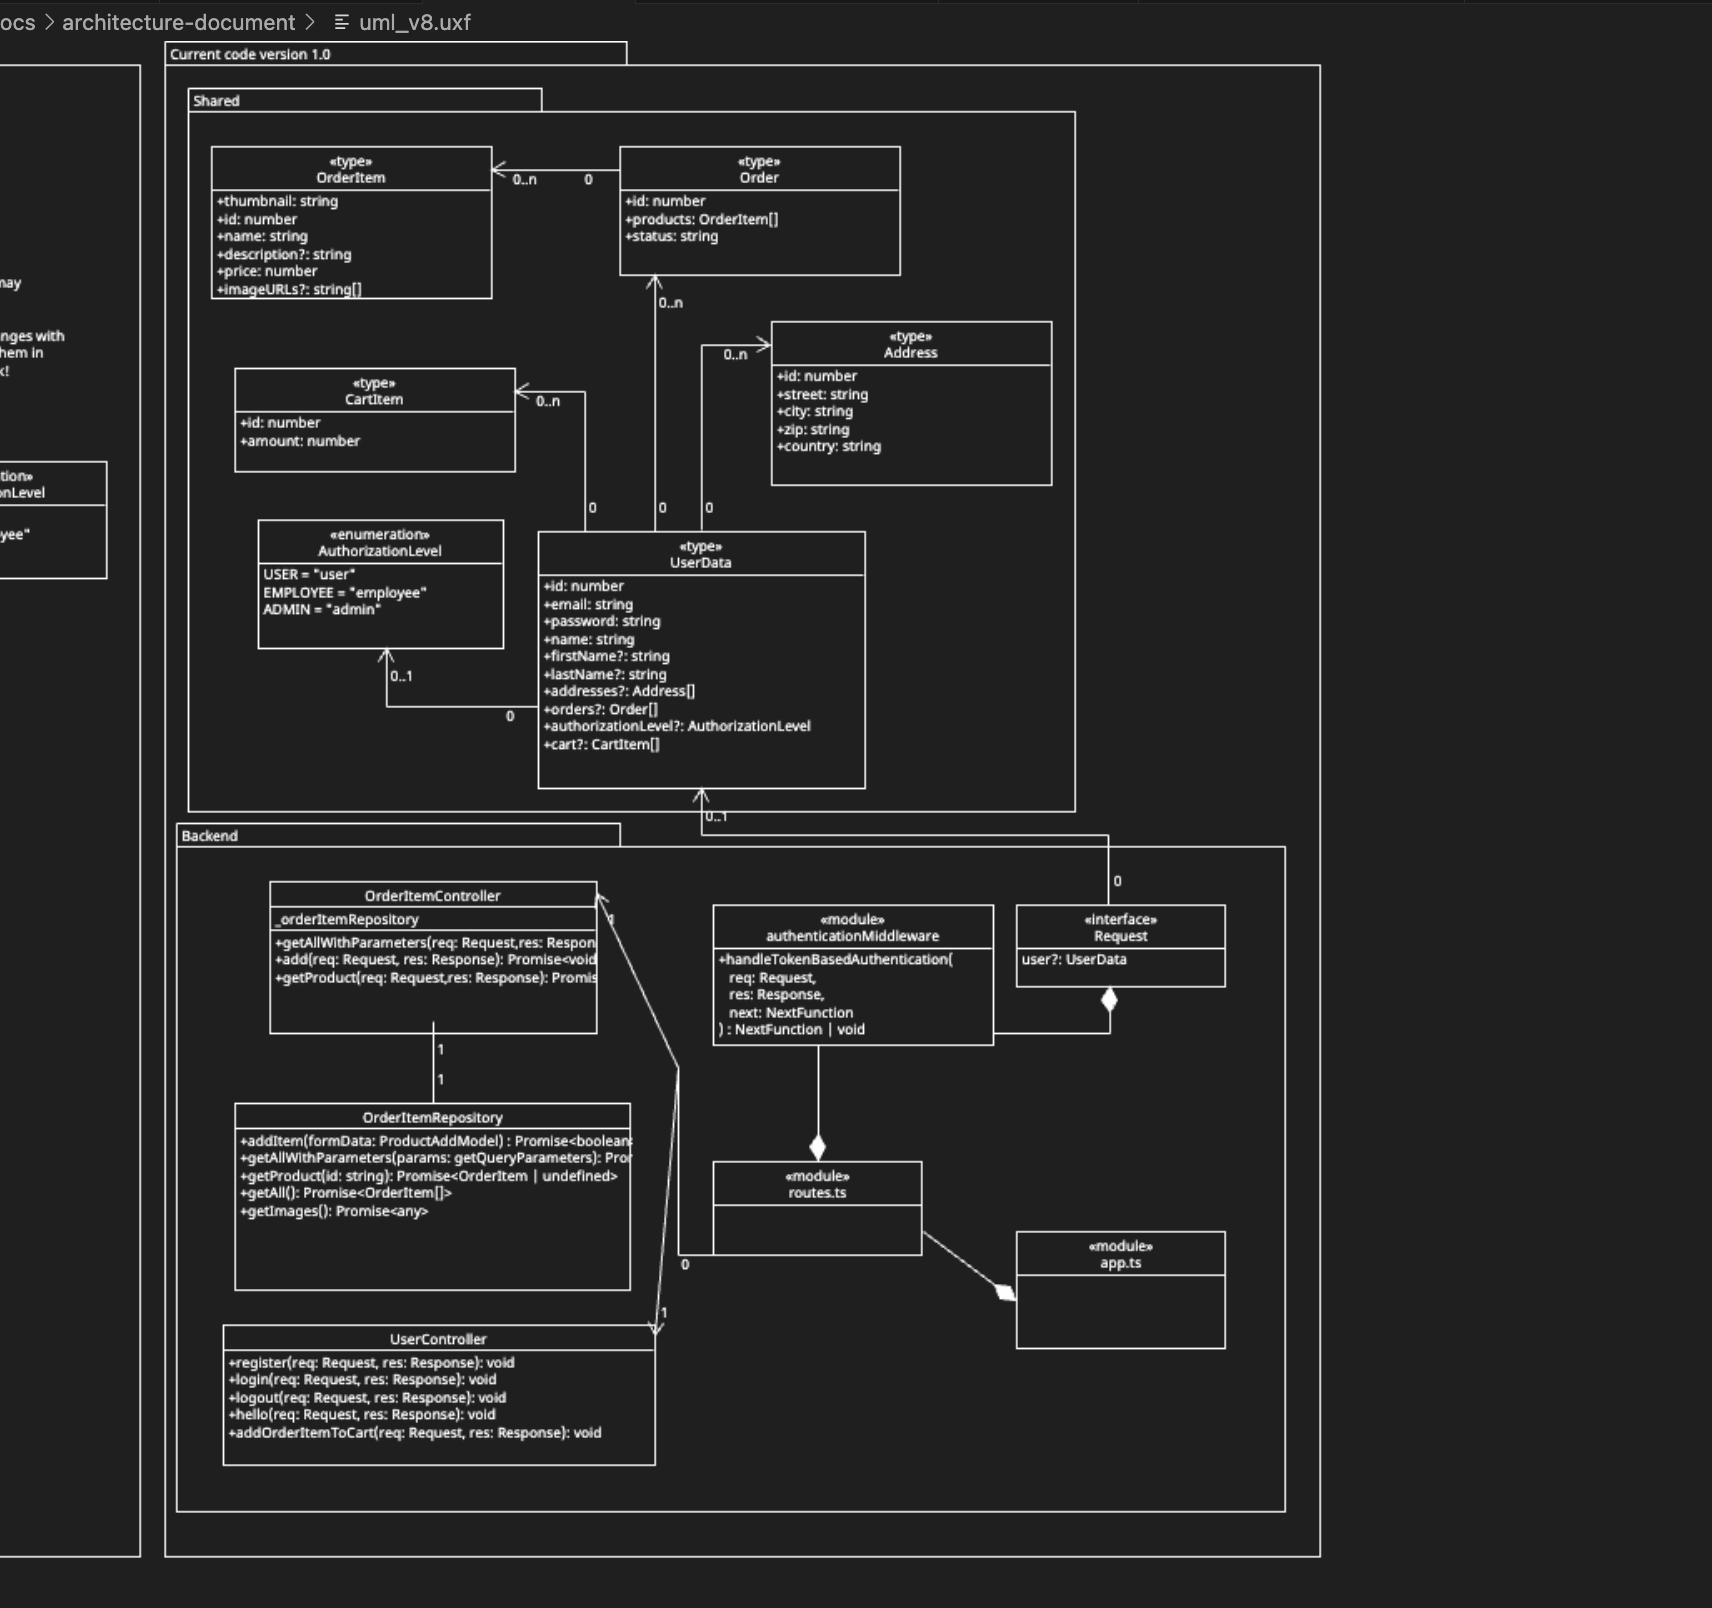 ocs > architecture-document > uml_v8.uxf
Current code version 1.0
Shared
may
nges with
hem in
k!
tion»
onLevel
yee"
«type»
OrderItem
+thumbnail: string
+id: number
+name: string
+description?: string
+price: number
+imageURLs?: string[]
0..n
0
«type»
Order
+id: number
+products: OrderItem[]
+status: string
0..n
«type»
Address
+id: number
+street: string
+city: string
+zip: string
+country: string
0..n
«type»
CartItem
+id: number
+amount: number
0..n
0
0
0
«enumeration»
AuthorizationLevel
USER = "user"
EMPLOYEE = "employee"
ADMIN = "admin"
0..1
0
«type»
UserData
+id: number
+email: string
+password: string
+name: string
+firstName?: string
+lastName?: string
+addresses?: Address[]
+orders?: Order[]
+authorizationLevel?: AuthorizationLevel
+cart?: CartItem[]
0..1
Backend
0
OrderItemController
_orderItemRepository
+getAllWithParameters(req: Request,res: Respon
+add(req: Request, res: Response): Promise<void
+getProduct(req: Request,res: Response): Promis
1
1
1
«module»
authenticationMiddleware
+handleTokenBasedAuthentication(
req: Request,
res: Response,
next: NextFunction
) : NextFunction | void
«interface»
Request
user?: UserData
OrderItemRepository
+addItem(formData: ProductAddModel) : Promise<boolean
+getAllWithParameters(params: getQueryParameters): Pro
+getProduct(id: string): Promise<OrderItem | undefined>
+getAll(): Promise<OrderItem[]>
+getImages(): Promise<any>
«module»
routes.ts
0
«module»
app.ts
1
UserController
+register(req: Request, res: Response): void
+login(req: Request, res: Response): void
+logout(req: Request, res: Response): void
+hello(req: Request, res: Response): void
+addOrderItemToCart(req: Request, res: Response): void